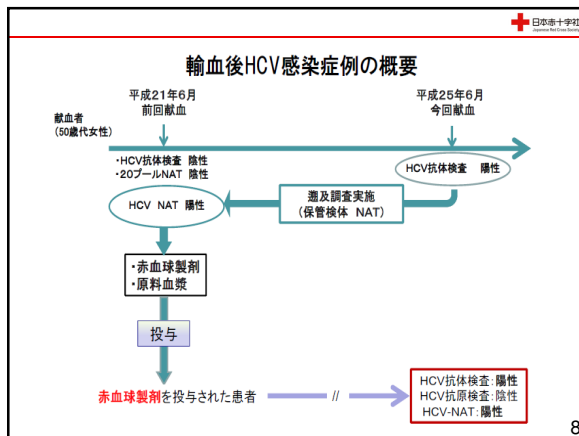 日本赤十字社
Japanese Red Cross Society
輸血後HCV感染症例の概要
平成21年6月
前回献血
平成25年6月
今回献血
献血者
(50歳代女性)
・HCV抗体検査 陰性
・20プールNAT 陰性
HCV抗体検査 陽性
HCV NAT 陽性
遡及調査実施
(保管検体 NAT)
・赤血球製剤
・原料血漿
投与
赤血球製剤を投与された患者
//
HCV抗体検査:陽性
HCV抗原検査:陰性
HCV-NAT:陽性
8